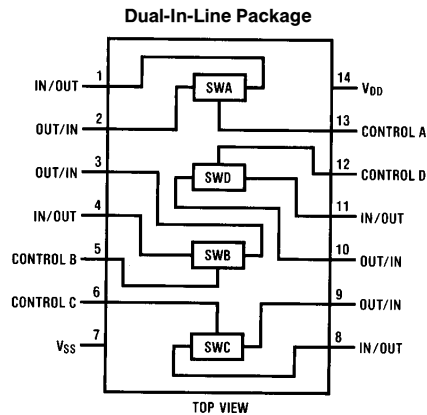 Dual-In-Line Package
1
IN/OUT
2
OUT/IN
3
OUT/IN
4
IN/OUT
5
CONTROL B
6
CONTROL C
7
VSS
SWA
SWD
SWB
SWC
14
VDD
13
CONTROL A
12
CONTROL D
11
IN/OUT
10
OUT/IN
9
OUT/IN
8
IN/OUT
TOP VIEW